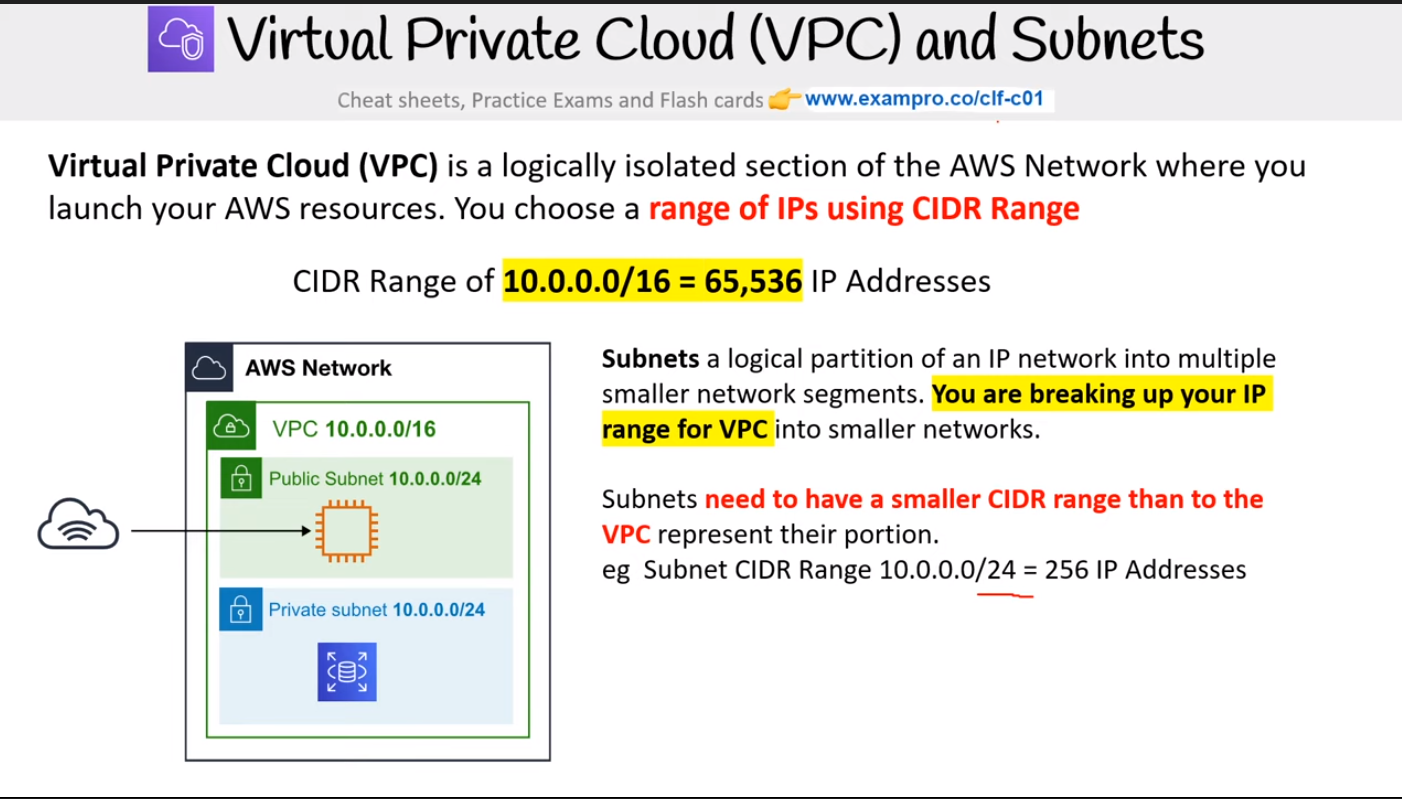 Virtual Private Cloud (VPC) and Subnets
Cheat sheets, Practice Exams and Flash cards 👉 www.exampro.co/clf-c01
Virtual Private Cloud (VPC) is a logically isolated section of the AWS Network where you
launch your AWS resources. You choose a range of IPs using CIDR Range
CIDR Range of 10.0.0.0/16 = 65,536 IP Addresses
AWS Network
VPC 10.0.0.0/16
Public Subnet 10.0.0.0/24
Private subnet 10.0.0.0/24
Subnets a logical partition of an IP network into multiple
smaller network segments. You are breaking up your IP
range for VPC into smaller networks.
Subnets need to have a smaller CIDR range than to the
VPC represent their portion.
eg Subnet CIDR Range 10.0.0.0/24 = 256 IP Addresses